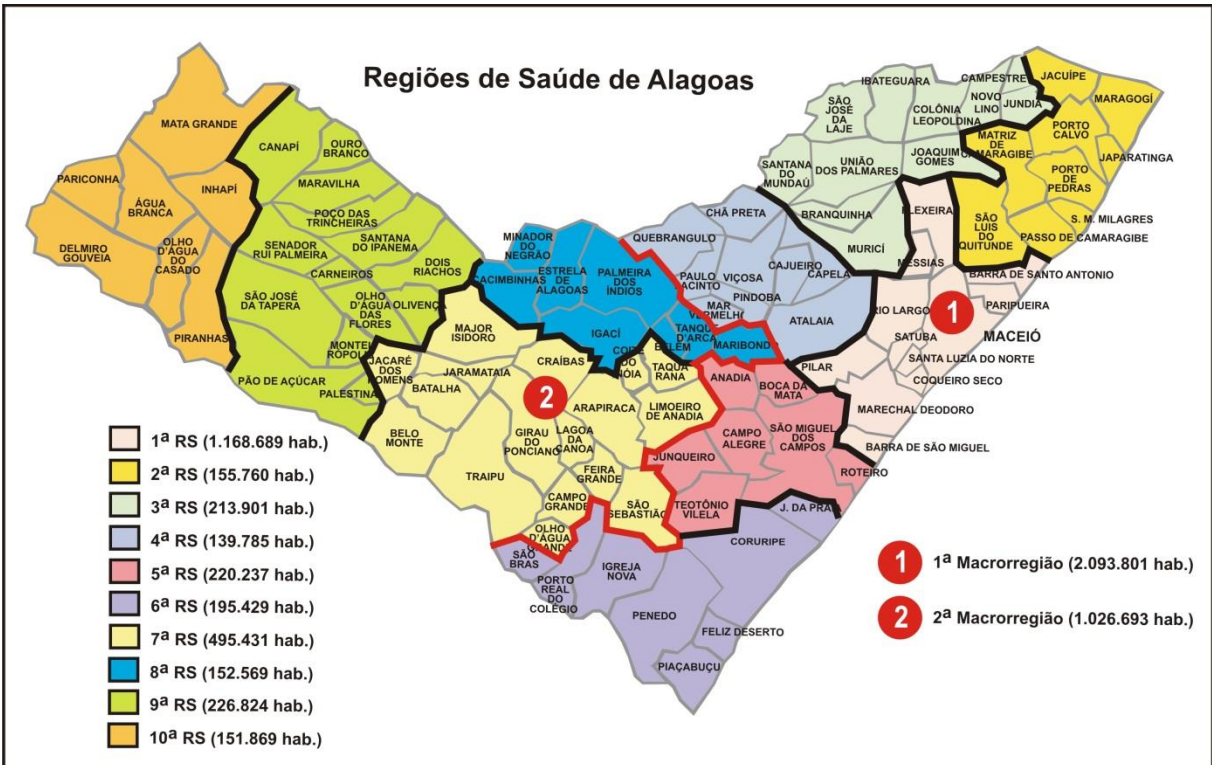 Regiões de Saúde de Alagoas
MATA GRANDE
PARICONHA
ÁGUA
BRANCA
INHAPÍ
DELMIRO
GOUVEIA
OLHO
D'ÁGUA
DO
CASADO
PIRANHAS
CANAPÍ
OURO
BRANCO
MARAVILHA
POÇO DAS
TRINCHEIRAS
SENADOR
RUI PALMEIRA
SANTANA
DO IPANEMA
CARNEIROS
DOIS
RIACHOS
SÃO JOSÉ
DA TAPERA
OLHO
D'ÁGUA
DAS
FLORES
OLIVENÇA
MONTEI
RÓPOLIS
PÃO DE AÇÚCAR
PALESTINA
JACARÉ
DOS
HOMENS
MAJOR
ISIDORO
BATALHA
JARAMATAIA
BELO
MONTE
CRAÍBAS
2
ARAPIRACA
TAQUA
RANA
LIMOEIRO
DE ANADIA
GIRAU
DO
PONCIANO
LAGOA
DA
CANOA
TRAIPU
FEIRA
GRANDE
CAMPO
GRANDE
SÃO
SEBASTIÃO
OLHO
D'ÁGUA
GRANDE
MINADOR
DO
NEGRÃO
CACIMBINHAS
ESTRELA
DE
ALAGOAS
PALMEIRA
DOS
ÍNDIOS
IGACÍ
BELÉM
TANQUE
D'ARCA
MARIBONDO
QUEBRANGULO
CHÃ PRETA
PAULO
JACINTO
VIÇOSA
CAJUEIRO
CAPELA
PINDOBA
MAR
VERMELHO
ATALAIA
SANTANA
DO
MUNDAÚ
SÃO
JOSÉ
DA
LAJE
IBATEGUARA
UNIÃO
DOS PALMARES
BRANQUINHA
MURICÍ
COLÔNIA
LEOPOLDINA
CAMPESTRE
NOVO
LINO
JUNDIÁ
JOAQUIM
GOMES
JACUÍPE
MARAGOGÍ
MATRIZ
DE
CAMARAGIBE
PORTO
CALVO
JAPARATINGA
PORTO
DE
PEDRAS
S. M. MILAGRES
SÃO
LUIS DO
QUITUNDE
PASSO DE CAMARAGIBE
FLEXEIRA
MESSIAS
BARRA DE SANTO ANTONIO
RIO LARGO
1
PARIPUEIRA
SATUBA
MACEIÓ
SANTA LUZIA DO NORTE
COQUEIRO SECO
PILAR
MARECHAL DEODORO
BARRA DE SÃO MIGUEL
ANADIA
BOCA DA
MATA
CAMPO
ALEGRE
SÃO MIGUEL
DOS
CAMPOS
JUNQUEIRO
ROTEIRO
TEOTÔNIO
VILELA
CORURIPE
SÃO
BRAS
PORTO
REAL
DO
COLÉGIO
IGREJA
NOVA
PENEDO
FELIZ DESERTO
PIAÇABUÇU
1ª RS (1.168.689 hab.)
2ª RS (155.760 hab.)
3ª RS (213.901 hab.)
4ª RS (139.785 hab.)
5ª RS (220.237 hab.)
6ª RS (195.429 hab.)
7ª RS (495.431 hab.)
8ª RS (152.569 hab.)
9ª RS (226.824 hab.)
10ª RS (151.869 hab.)
1 1ª Macrorregião (2.093.801 hab.)
2 2ª Macrorregião (1.026.693 hab.)